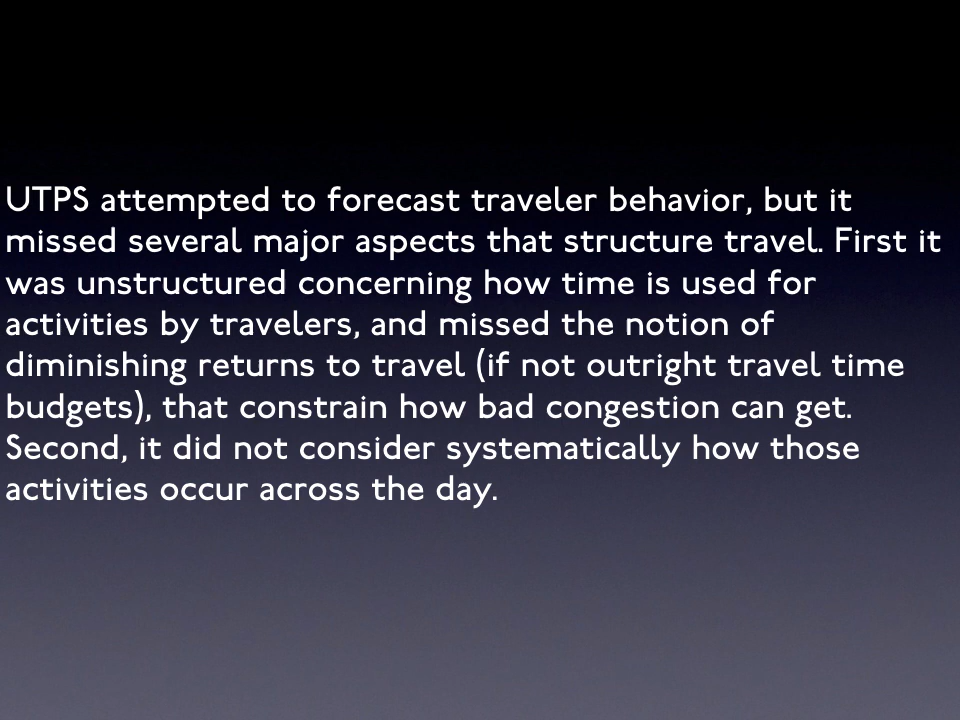 UTPS attempted to forecast traveler behavior, but it
missed several major aspects that structure travel. First it
was unstructured concerning how time is used for
activities by travelers, and missed the notion of
diminishing returns to travel (if not outright travel time
budgets), that constrain how bad congestion can get.
Second, it did not consider systematically how those
activities occur across the day.